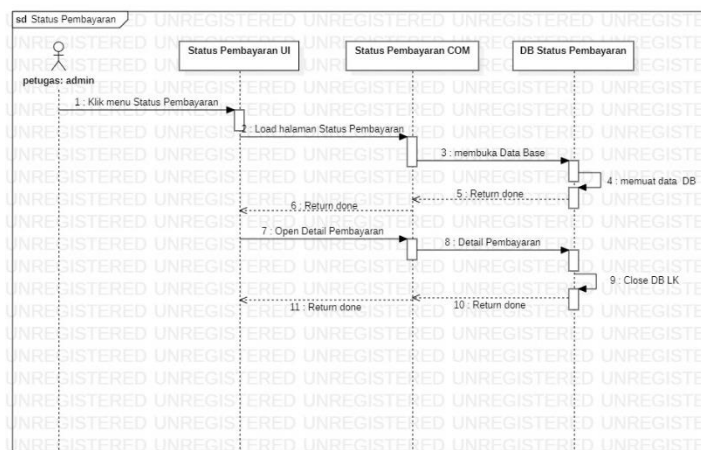 sd Status Pembayaran
petugas: admin
Status Pembayaran UI
Status Pembayaran COM
DB Status Pembayaran
1 : Klik menu Status Pembayaran
2 : Load halaman Status Pembayaran
3 : membuka Data Base
4 : memuat data DB
5 : Return done
6 : Return done
7 : Open Detail Pembayaran
8 : Detail Pembayaran
9 : Close DB LK
10 : Return done
11 : Return done
UNREGISTERED UNREGISTERED UNREGISTERED UNREGISTERED